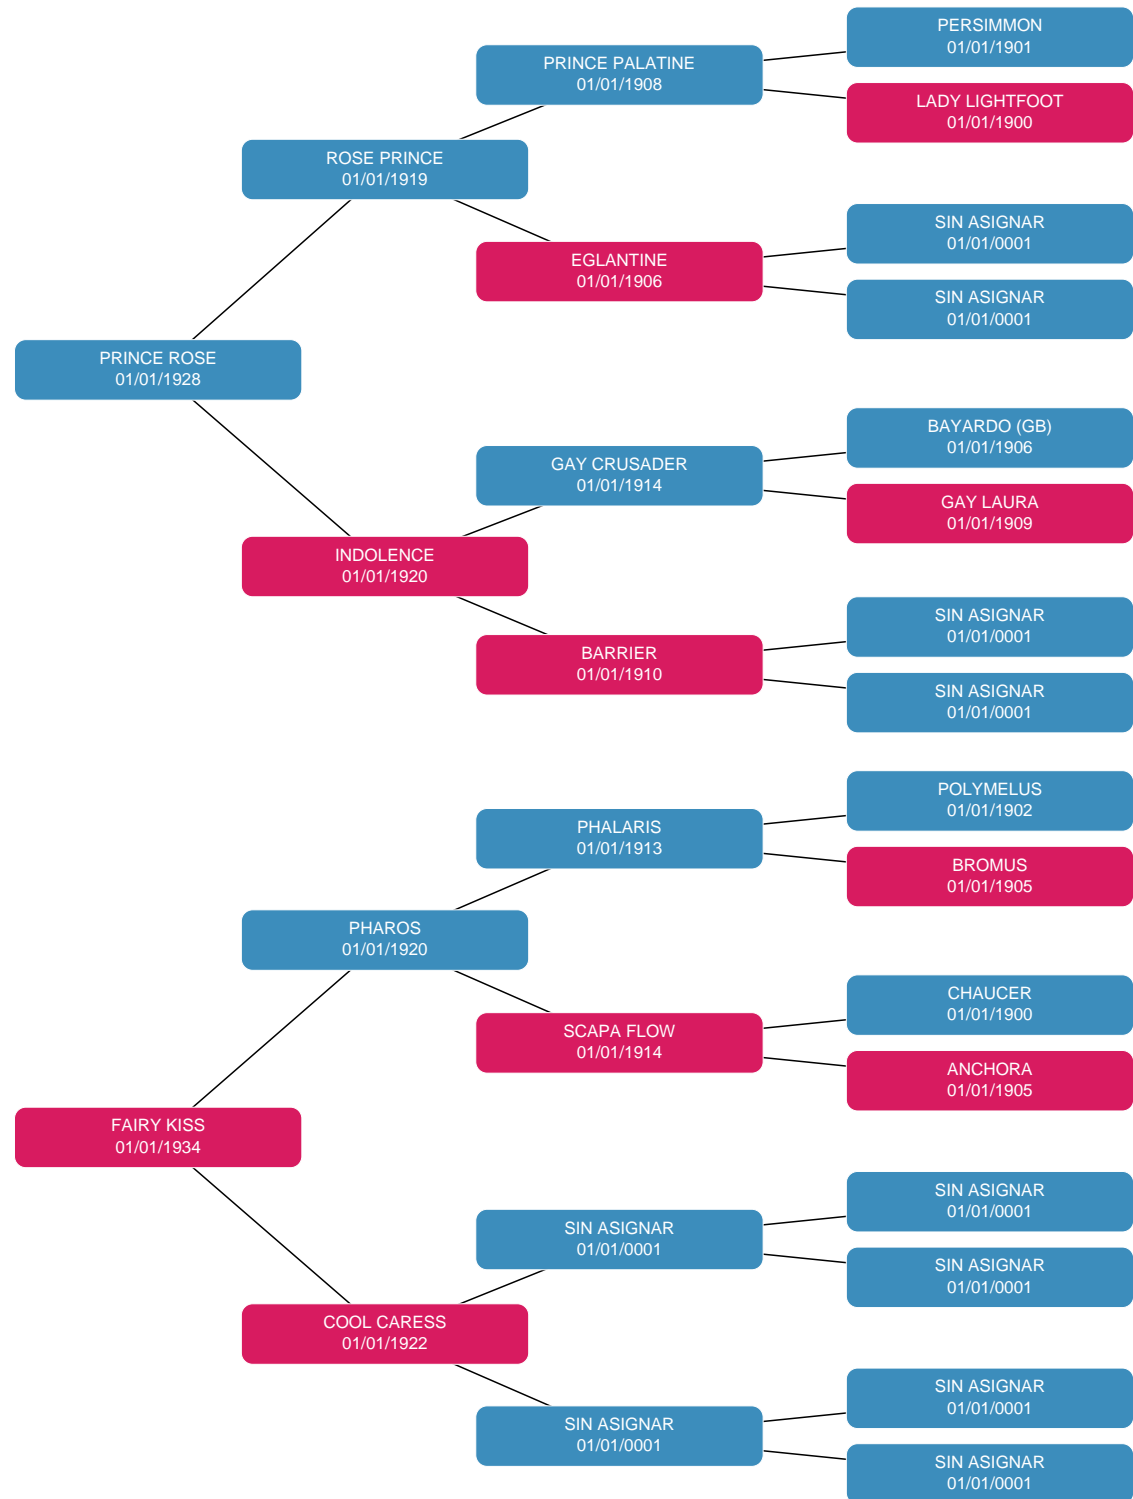 PERSIMMON
01/01/1901
PRINCE PALATINE
01/01/1908
LADY LIGHTFOOT
01/01/1900
ROSE PRINCE
01/01/1919
SIN ASIGNAR
01/01/0001
EGLANTINE
01/01/1906
SIN ASIGNAR
01/01/0001
PRINCE ROSE
01/01/1928
BAYARDO (GB)
01/01/1906
GAY CRUSADER
01/01/1914
GAY LAURA
01/01/1909
INDOLENCE
01/01/1920
SIN ASIGNAR
01/01/0001
BARRIER
01/01/1910
SIN ASIGNAR
01/01/0001
POLYMELUS
01/01/1902
PHALARIS
01/01/1913
BROMUS
01/01/1905
PHAROS
01/01/1920
CHAUCER
01/01/1900
SCAPA FLOW
01/01/1914
ANCHORA
01/01/1905
FAIRY KISS
01/01/1934
SIN ASIGNAR
01/01/0001
SIN ASIGNAR
01/01/0001
SIN ASIGNAR
01/01/0001
COOL CARESS
01/01/1922
SIN ASIGNAR
01/01/0001
SIN ASIGNAR
01/01/0001
SIN ASIGNAR
01/01/0001